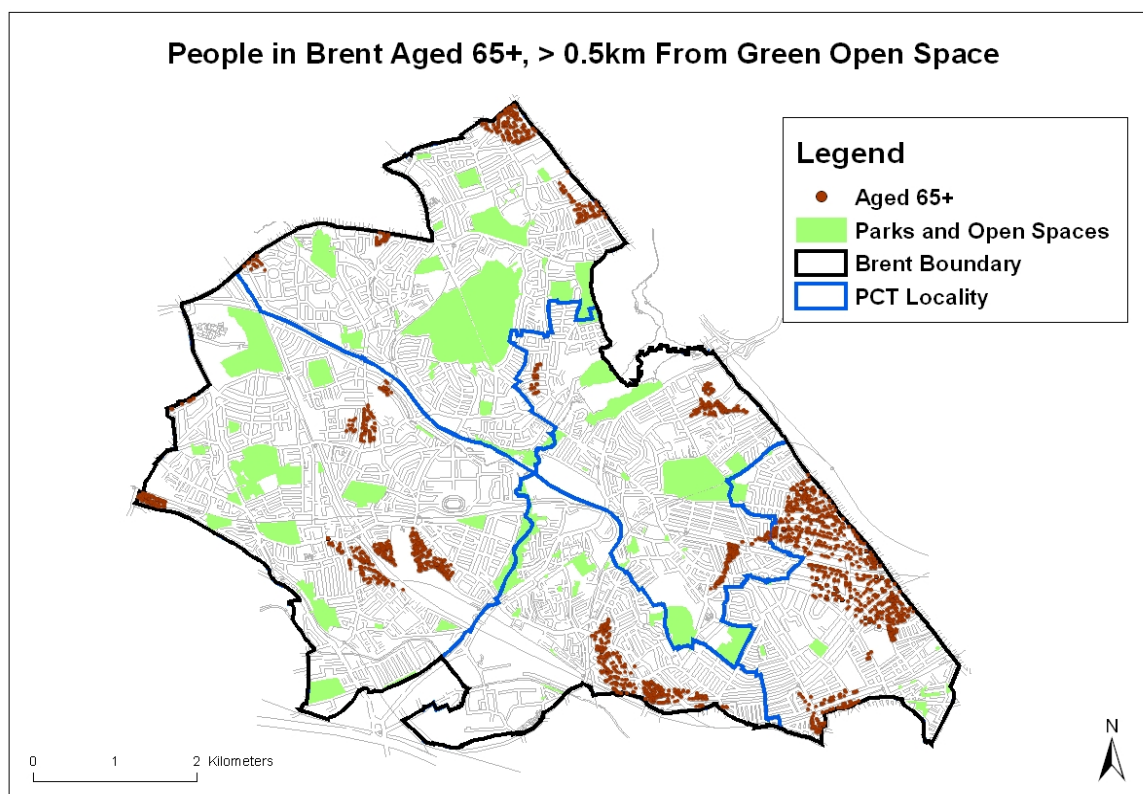 People in Brent Aged 65+, > 0.5km From Green Open Space
Legend
Aged 65+
Parks and Open Spaces
Brent Boundary
PCT Locality
0 1 2 Kilometers
N